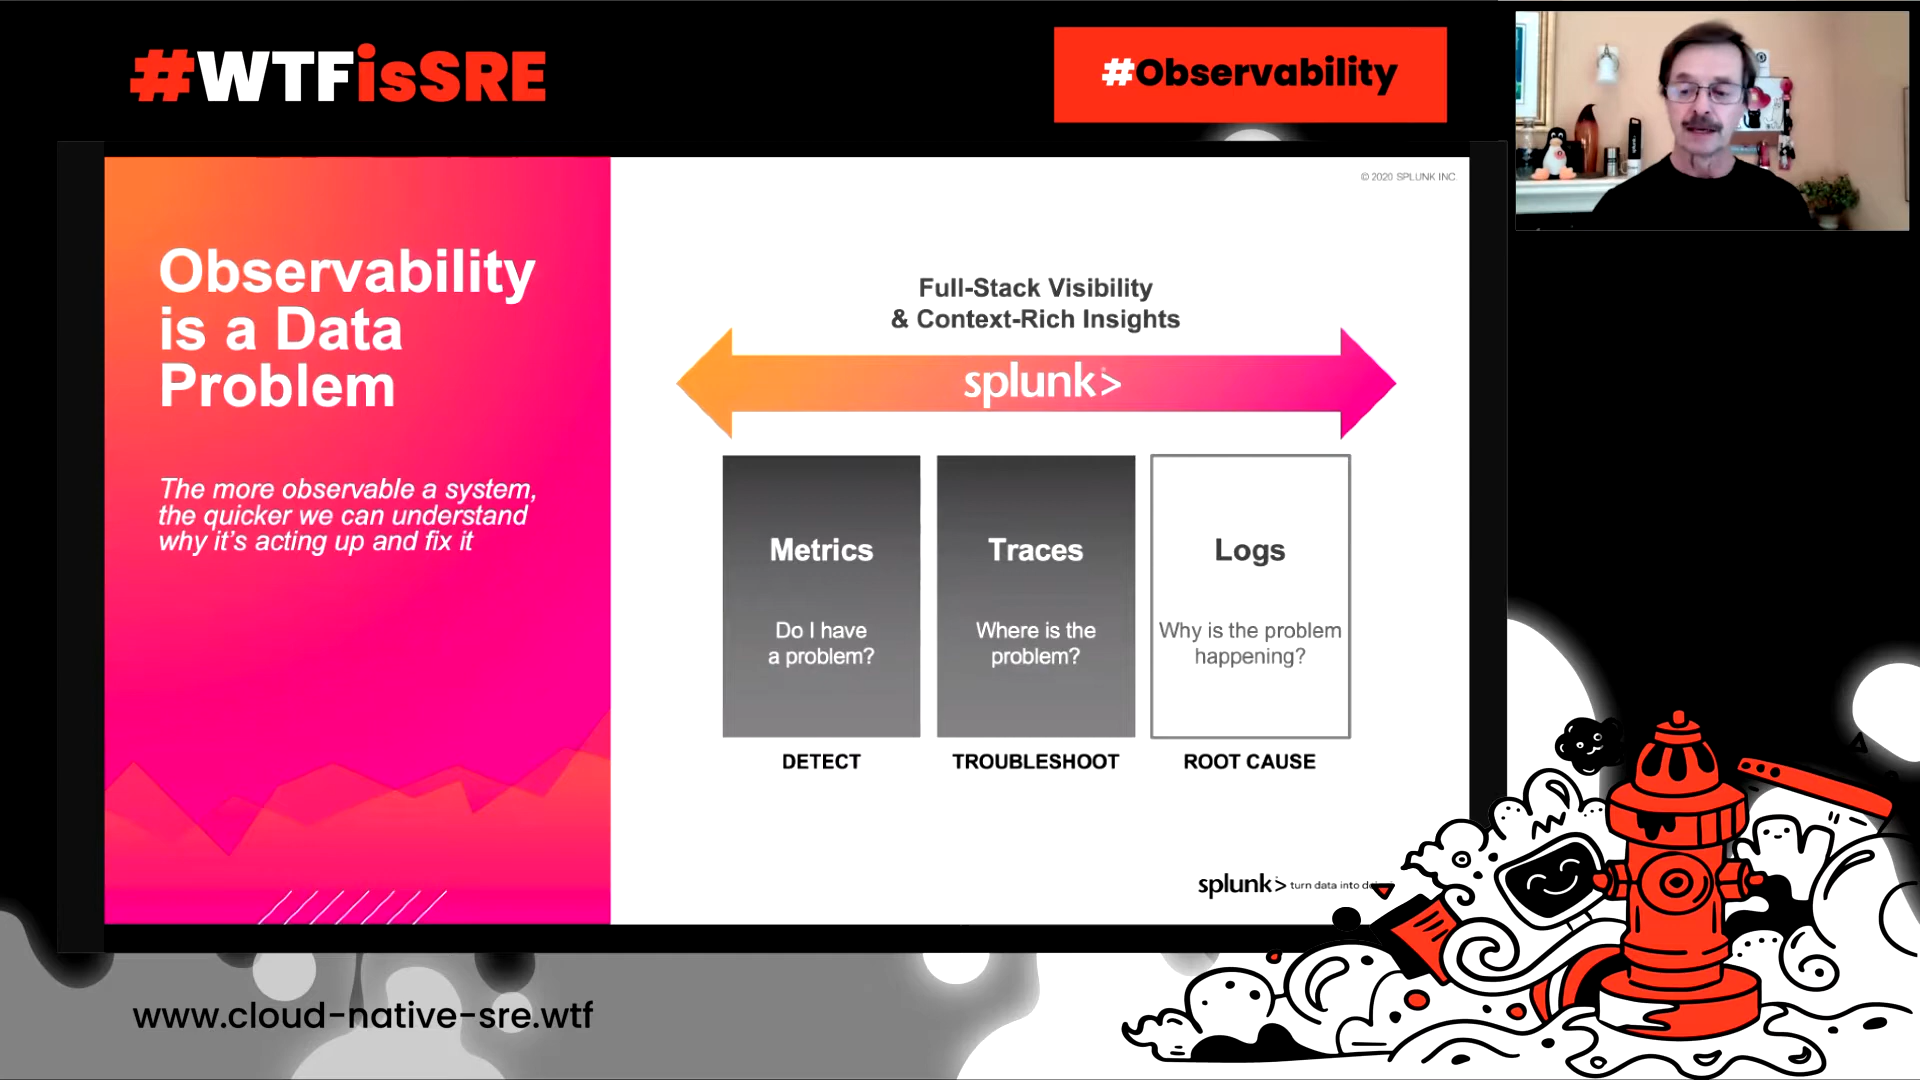 #WTFisSRE
#Observability
© 2020 SPLUNK INC.
Observability
is a Data
Problem
The more observable a system,
the quicker we can understand
why it's acting up and fix it
Full-Stack Visibility
& Context-Rich Insights
splunk>
Metrics
Do I have
a problem?
DETECT
Traces
Where is the
problem?
TROUBLESHOOT
Logs
Why is the problem
happening?
ROOT CAUSE
splunk> turn data into
www.cloud-native-sre.wtf